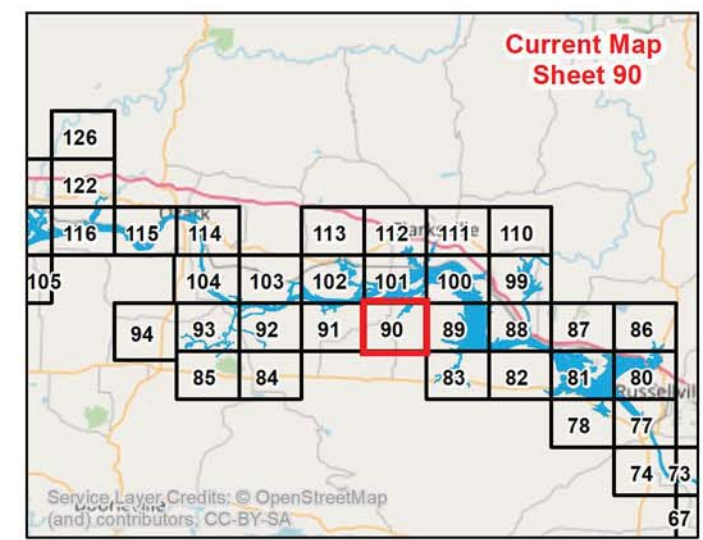 Current Map
Sheet 90
126
122
116 115 114 113 112 111 110
105 104 103 102 101 100 99
94 93 92 91 90 89 88 87 86
85 84 83 82 81 80
Russellvil
78 77
74 73
67
Service Layer Credits: © OpenStreetMap
(and) contributors, CC-BY-SA